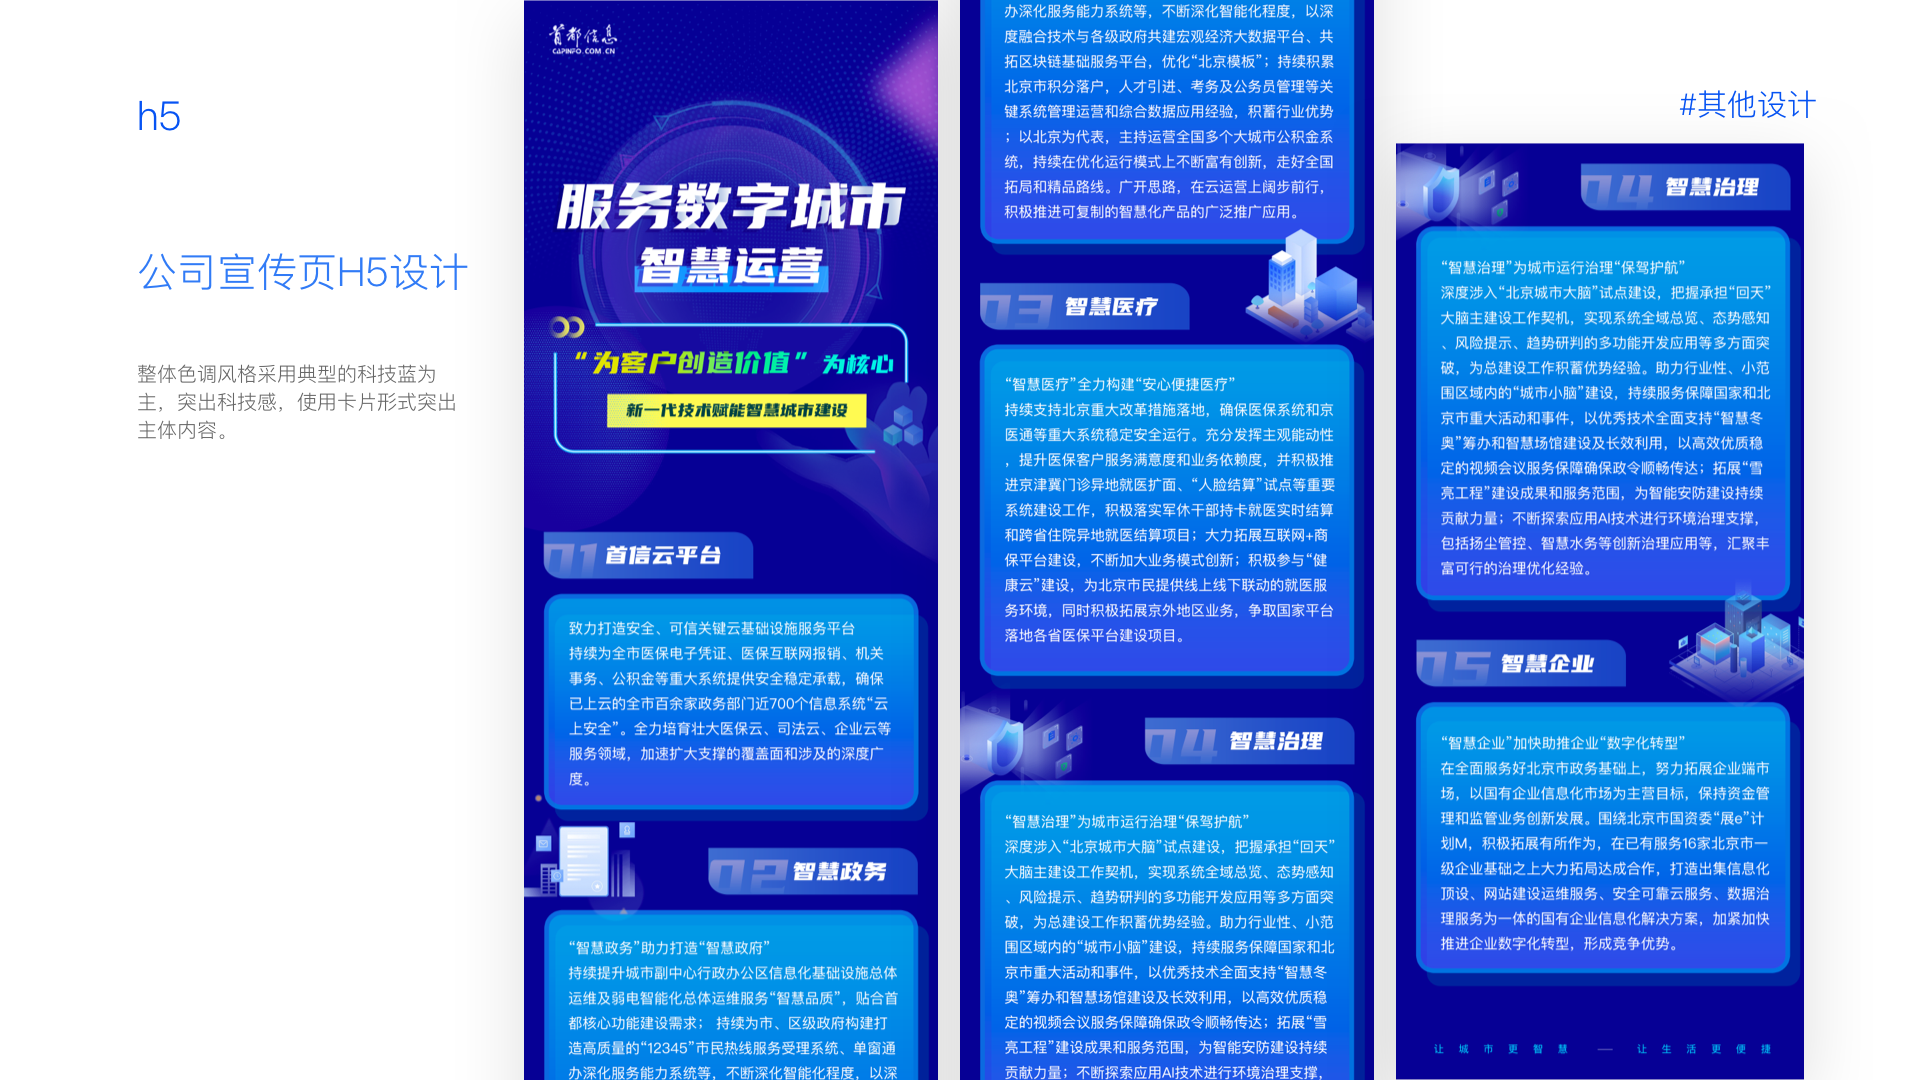 h5
公司宣传页H5设计
整体色调风格采用典型的科技蓝为
主，突出科技感，使用卡片形式突出
主体内容。
首都信息
CAPINFO.COM.CN
服务数字城市
智慧运营
“为客户创造价值”为核心
新一代技术赋能智慧城市建设
01 首信云平台
致力打造安全、可信关键云基础设施服务平台
持续为全市医保电子凭证、医保互联网报销、机关
事务、公积金等重大系统提供安全稳定承载，确保
已上云的全市百余家政务部门近700个信息系统“云
上安全”。全力培育壮大医保云、司法云、企业云等
服务领域，加速扩大支撑的覆盖面和涉及的深度广
度。
02 智慧政务
“智慧政务”助力打造“智慧政府”
持续提升城市副中心行政办公区信息化基础设施总体
运维及弱电智能化总体运维服务“智慧品质”，贴合首
都核心功能建设需求； 持续为市、区级政府构建打
造高质量的“12345”市民热线服务受理系统、单窗通
办深化服务能力系统等，不断深化智能化程度，以深
办深化服务能力系统等，不断深化智能化程度，以深
度融合技术与各级政府共建宏观经济大数据平台、共
拓区块链基础服务平台，优化“北京模板”；持续积累
北京市积分落户，人才引进、考务及公务员管理等关
键系统管理运营和综合数据应用经验，积蓄行业优势
；以北京为代表，主持运营全国多个大城市公积金系
统，持续在优化运行模式上不断富有创新，走好全国
拓局和精品路线。广开思路，在云运营上阔步前行，
积极推进可复制的智慧化产品的广泛推广应用。
03 智慧医疗
“智慧医疗”全力构建“安心便捷医疗”
持续支持北京重大改革措施落地，确保医保系统和京
医通等重大系统稳定安全运行。充分发挥主观能动性
，提升医保客户服务满意度和业务依赖度，并积极推
进京津冀门诊异地就医扩面、“人脸结算”试点等重要
系统建设工作，积极落实军休干部持卡就医实时结算
和跨省住院异地就医结算项目；大力拓展互联网+商
保平台建设，不断加大业务模式创新；积极参与“健
康云”建设，为北京市民提供线上线下联动的就医服
务环境，同时积极拓展京外地区业务，争取国家平台
落地各省医保平台建设项目。
04 智慧治理
“智慧治理”为城市运行治理“保驾护航”
深度涉入“北京城市大脑”试点建设，把握承担“回天”
大脑主建设工作契机，实现系统全域总览、态势感知
、风险提示、趋势研判的多功能开发应用等多方面突
破，为总建设工作积蓄优势经验。助力行业性、小范
围区域内的“城市小脑”建设，持续服务保障国家和北
京市重大活动和事件，以优秀技术全面支持“智慧冬
奥”筹办和智慧场馆建设及长效利用，以高效优质稳
定的视频会议服务保障确保政令顺畅传达；拓展“雪
亮工程”建设成果和服务范围，为智能安防建设持续
贡献力量；不断探索应用AI技术进行环境治理支撑，
#其他设计
04 智慧治理
“智慧治理”为城市运行治理“保驾护航”
深度涉入“北京城市大脑”试点建设，把握承担“回天”
大脑主建设工作契机，实现系统全域总览、态势感知
、风险提示、趋势研判的多功能开发应用等多方面突
破，为总建设工作积蓄优势经验。助力行业性、小范
围区域内的“城市小脑”建设，持续服务保障国家和北
京市重大活动和事件，以优秀技术全面支持“智慧冬
奥”筹办和智慧场馆建设及长效利用，以高效优质稳
定的视频会议服务保障确保政令顺畅传达；拓展“雪
亮工程”建设成果和服务范围，为智能安防建设持续
贡献力量；不断探索应用AI技术进行环境治理支撑，
包括扬尘管控、智慧水务等创新治理应用等，汇聚丰
富可行的治理优化经验。
05 智慧企业
“智慧企业”加快助推企业“数字化转型”
在全面服务好北京市政务基础上，努力拓展企业端市
场，以国有企业信息化市场为主营目标，保持资金管
理和监管业务创新发展。围绕北京市国资委“展e”计
划M，积极拓展有所作为，在已有服务16家北京市一
级企业基础之上大力拓局达成合作，打造出集信息化
顶设、网站建设运维服务、安全可靠云服务、数据治
理服务为一体的国有企业信息化解决方案，加紧加快
推进企业数字化转型，形成竞争优势。
让城市更智慧 —— 让生活更便捷